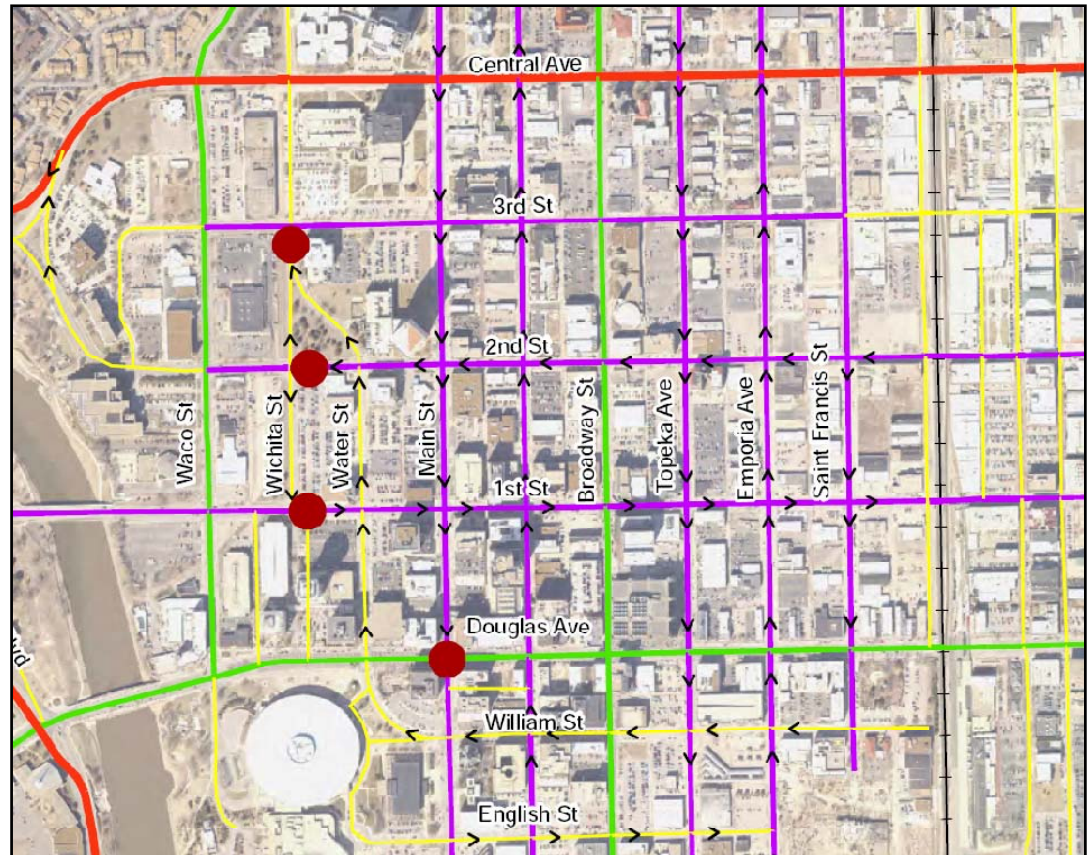 Central Ave
3rd St
2nd St
Waco St
Wichita St
Water St
Main St
Broadway St
Topeka Ave
Emporia Ave
Saint Francis St
1st St
Douglas Ave
William St
English St